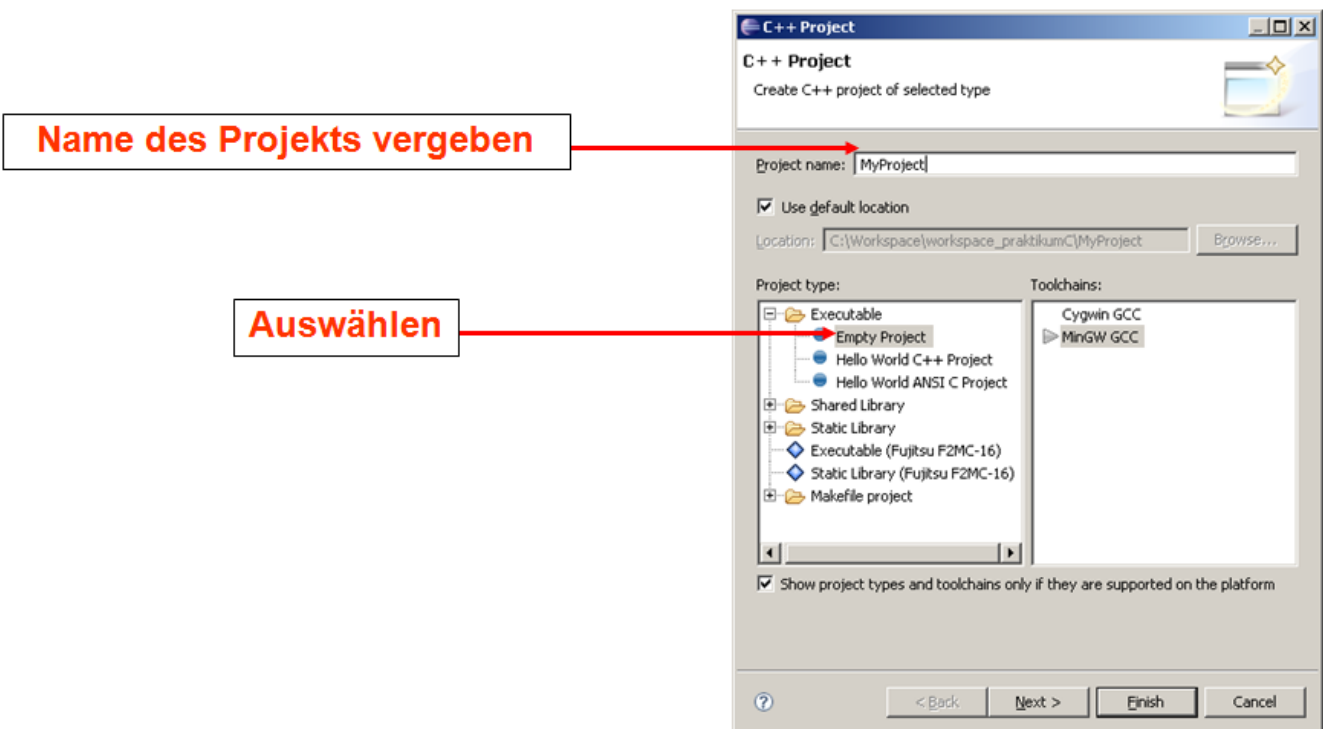 C++ Project
C++ Project
Create C++ project of selected type
Name des Projekts vergeben
Project name: MyProject
Use default location
Location: C:\Workspace\workspace_praktikumC\MyProject Browse...
Project type: Toolchains:
Executable Cygwin GCC
Auswählen
Empty Project MinGW GCC
Hello World C++ Project
Hello World ANSI C Project
Shared Library
Static Library
Executable (Fujitsu F2MC-16)
Static Library (Fujitsu F2MC-16)
Makefile project
Show project types and toolchains only if they are supported on the platform
? < Back Next > Finish Cancel